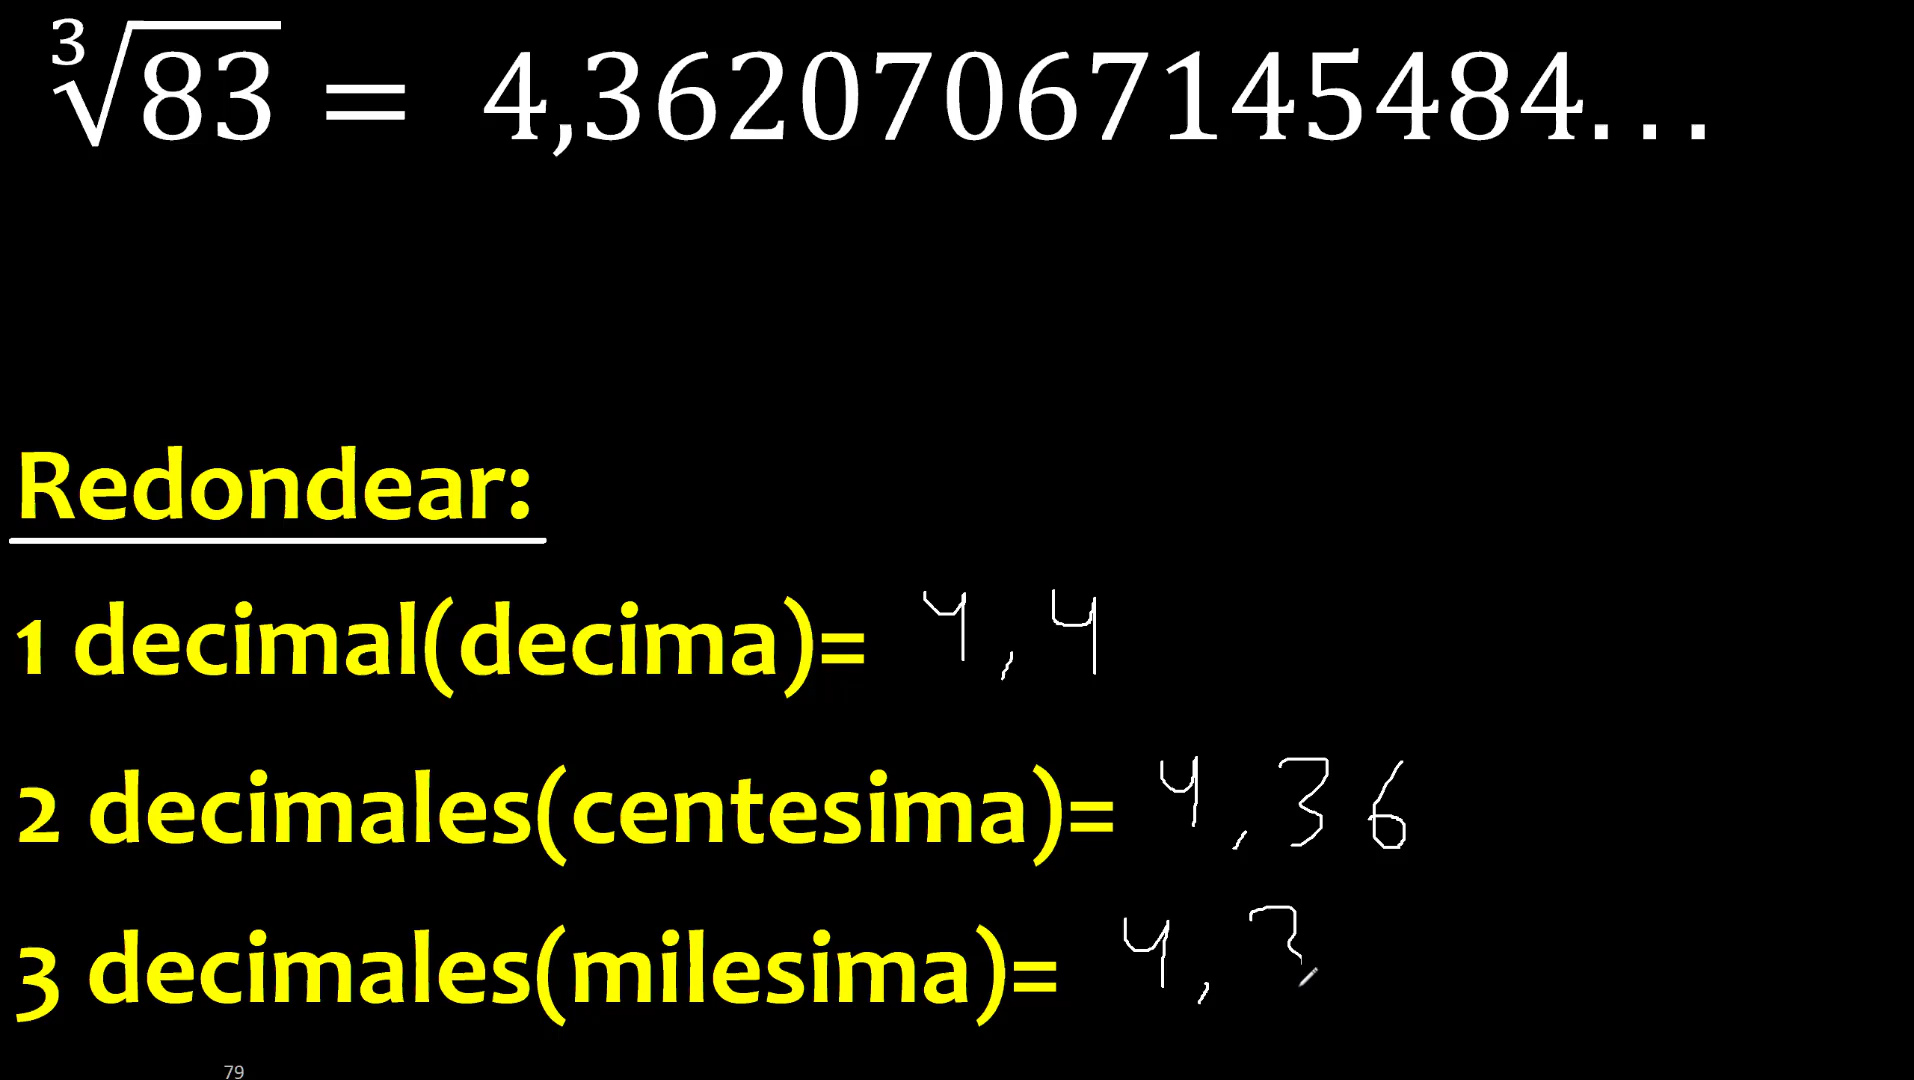 ³√83 = 4,36207067145484...
Redondear:
1 decimal(decima)= 4,4
2 decimales(centesima)= 4,36
3 decimales(milesima)= 4,3
79